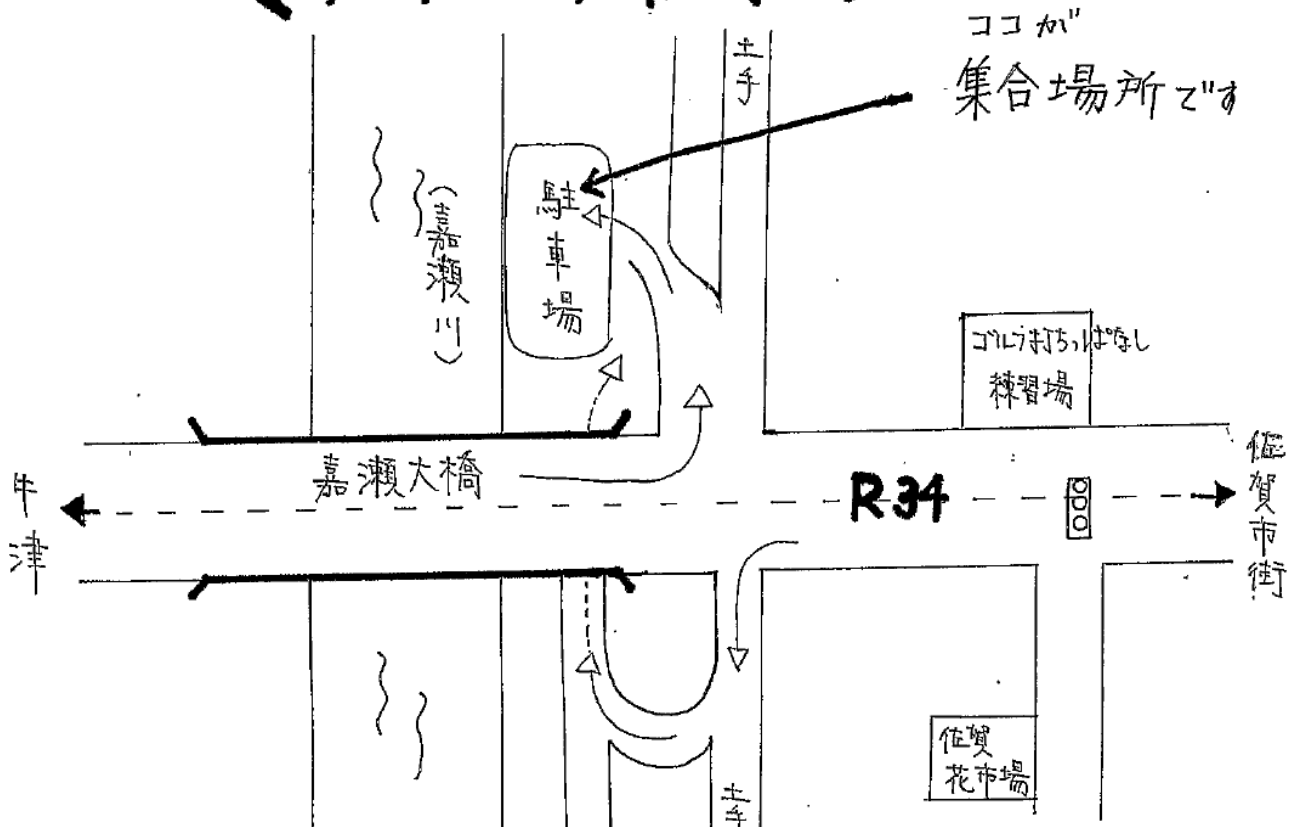 ココが
集合場所です
土手
駐車場
(嘉瀬川)
ゴルフ打ちっぱなし
練習場
嘉瀬大橋
R34
牛津
佐賀市街
佐賀
花市場
土手